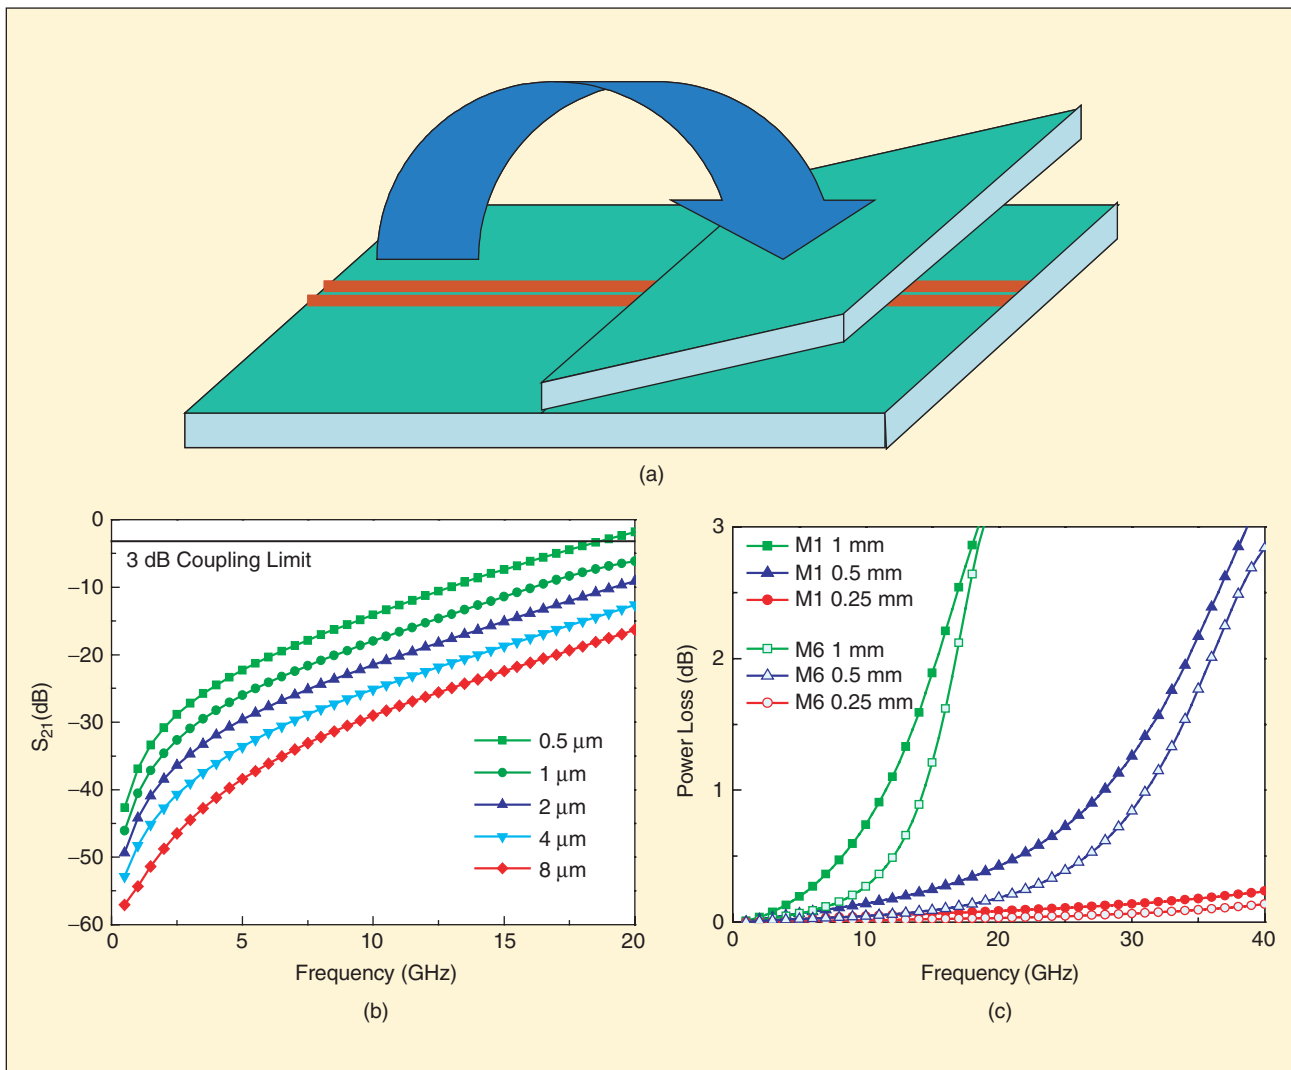 (a)
0
–10
–20
–30
–40
–50
–60
S21(dB)
3 dB Coupling Limit
0.5 µm
1 µm
2 µm
4 µm
8 µm
0
5
10
15
20
Frequency (GHz)
(b)
3
2
1
0
Power Loss (dB)
M1 1 mm
M1 0.5 mm
M1 0.25 mm
M6 1 mm
M6 0.5 mm
M6 0.25 mm
0
10
20
30
40
Frequency (GHz)
(c)